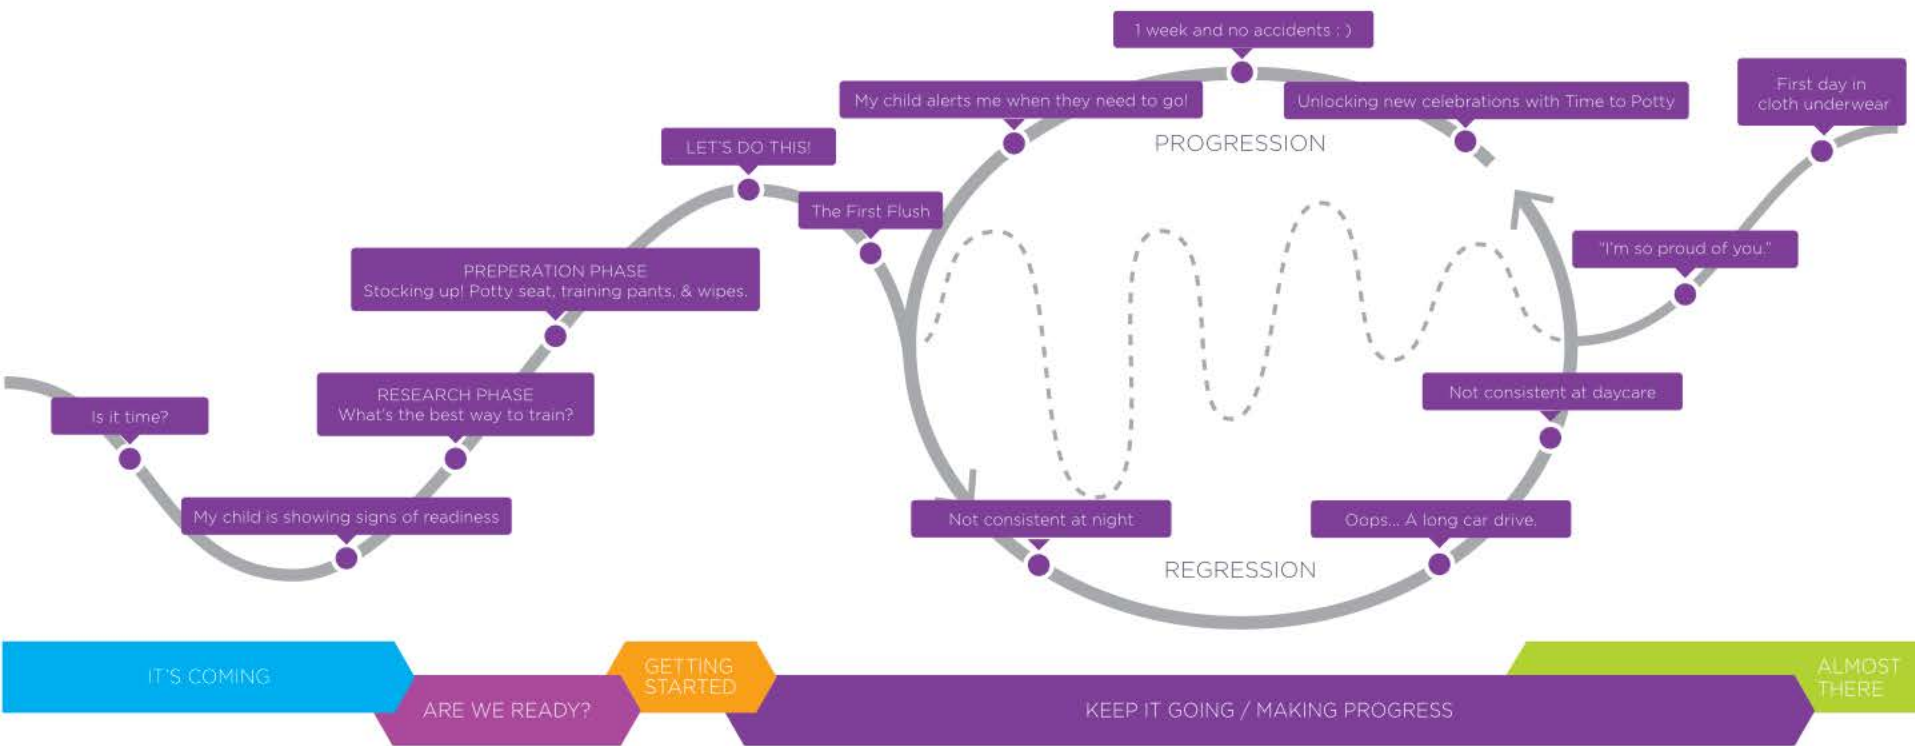 Is it time?
My child is showing signs of readiness
RESEARCH PHASE
What's the best way to train?
PREPERATION PHASE
Stocking up! Potty seat, training pants, & wipes.
LET'S DO THIS!
The First Flush
My child alerts me when they need to go!
1 week and no accidents : )
Unlocking new celebrations with Time to Potty
PROGRESSION
Not consistent at night
REGRESSION
Oops... A long car drive.
Not consistent at daycare
"I'm so proud of you."
First day in
cloth underwear
IT'S COMING
ARE WE READY?
GETTING
STARTED
KEEP IT GOING / MAKING PROGRESS
ALMOST
THERE